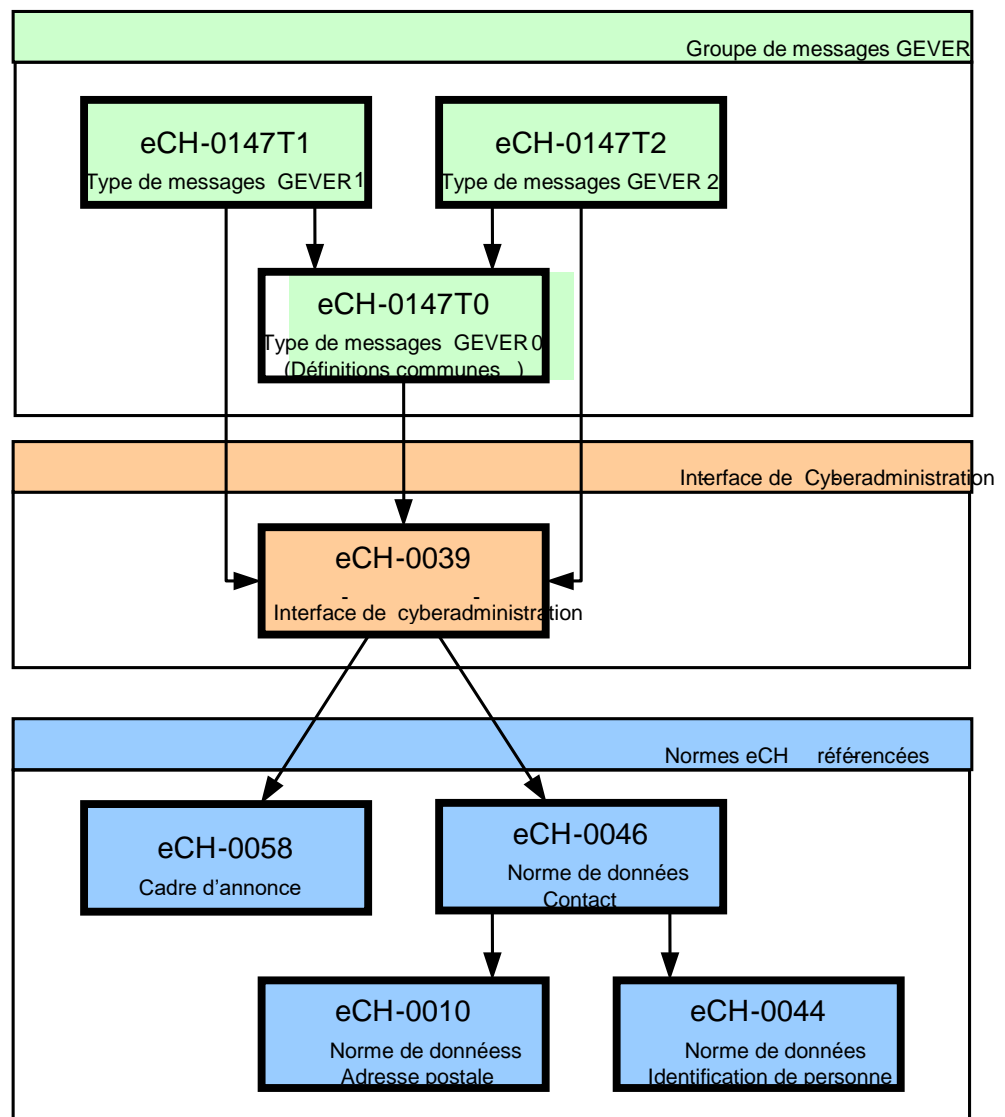 Groupe de messages GEVER
eCH-0147T1
Type de messages GEVER 1
eCH-0147T2
Type de messages GEVER 2
eCH-0147T0
Type de messages GEVER 0
(Définitions communes )
Interface de Cyberadministration
eCH-0039
- -
Interface de cyberadministration
Normes eCH référencées
eCH-0058
Cadre d'annonce
eCH-0046
Norme de données
Contact
eCH-0010
Norme de donnéess
Adresse postale
eCH-0044
Norme de données
Identification de personne